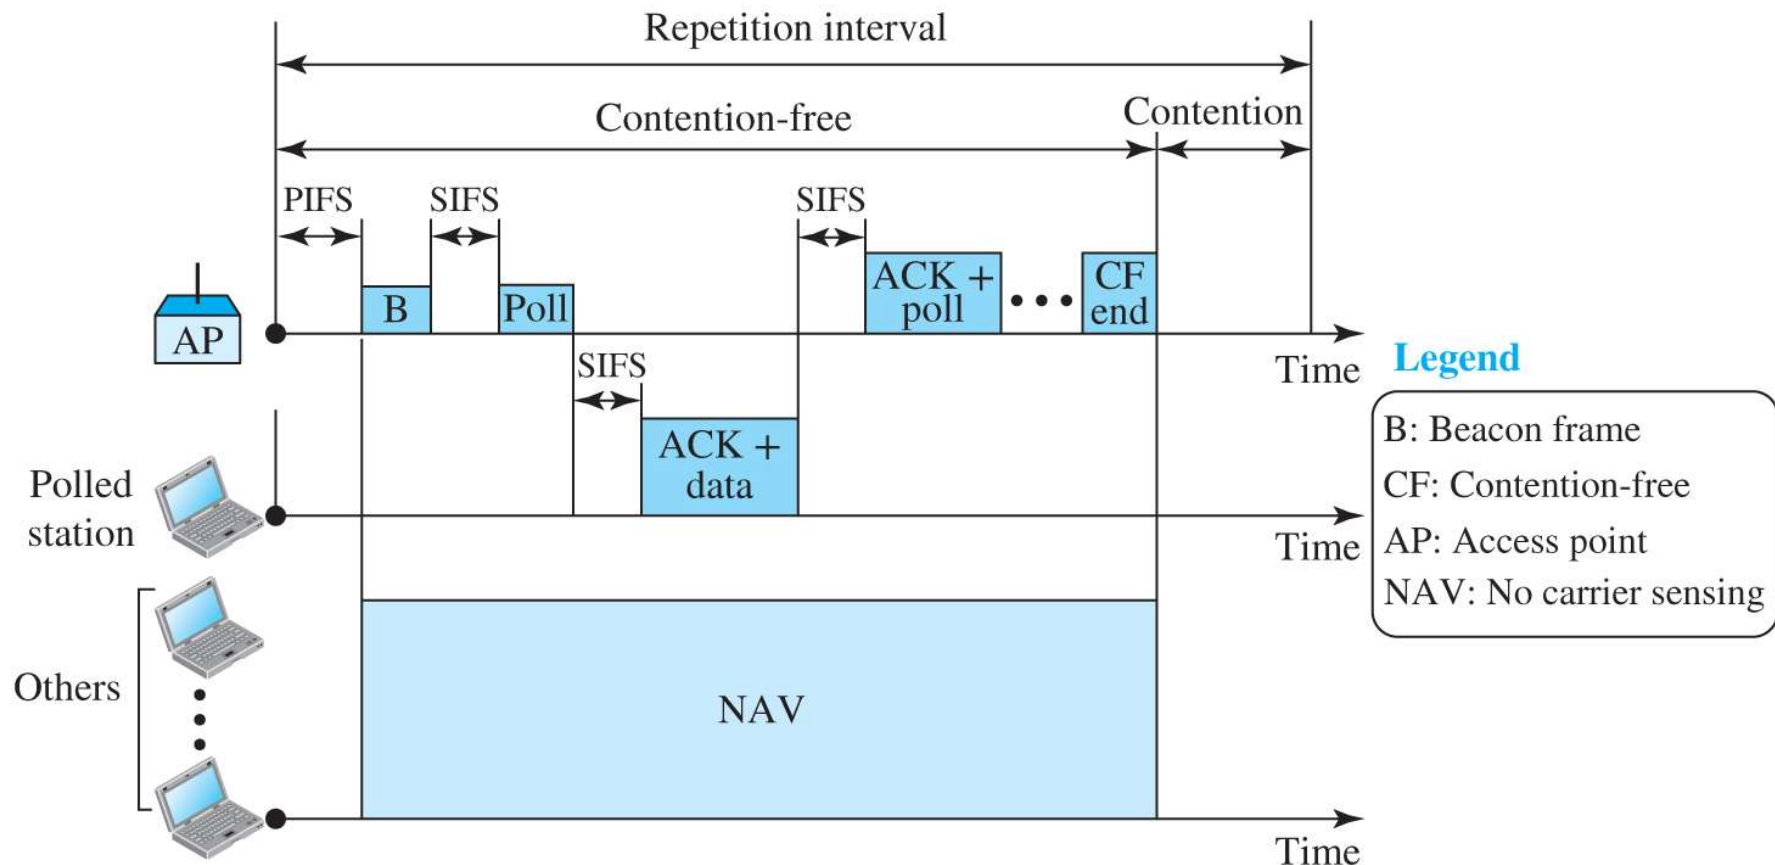 Repetition interval
Contention-free
Contention
PIFS
SIFS
SIFS
B
Poll
ACK +
poll
CF
end
AP
Time
SIFS
ACK +
data
Polled
station
Time
Others
NAV
Time
Legend
B: Beacon frame
CF: Contention-free
AP: Access point
NAV: No carrier sensing